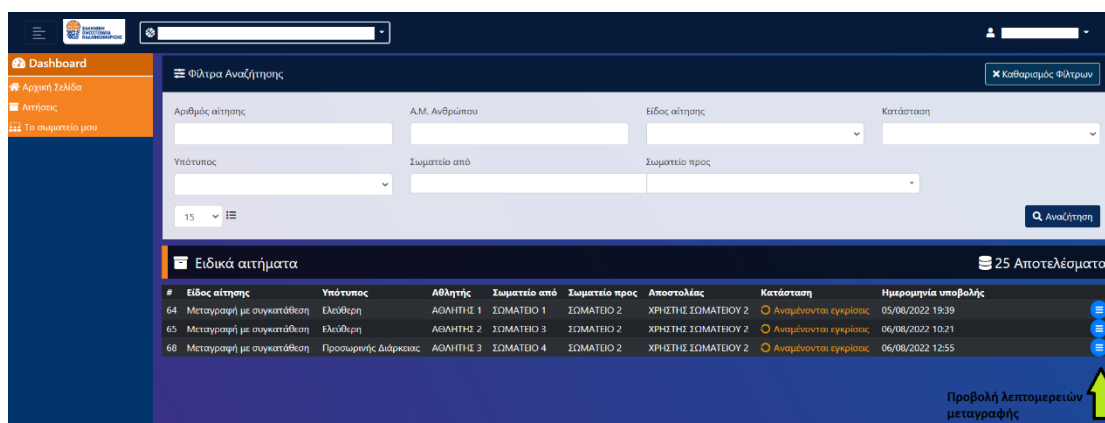 ΕΛΛΗΝΙΚΗ
ΟΜΟΣΠΟΝΔΙΑ
ΚΑΛΑΘΟΣΦΑΙΡΙΣΗΣ
Dashboard
Αρχική Σελίδα
Αιτήσεις
Το σωματείο μου
Φίλτρα Αναζήτησης
Καθαρισμός Φίλτρων
Αριθμός αίτησης Α.Μ. Ανθρώπου Είδος αίτησης Κατάσταση
Υπότυπος Σωματείο από Σωματείο προς
15
Αναζήτηση
Ειδικά αιτήματα 25 Αποτελέσματα
# Είδος αίτησης Υπότυπος Αθλητής Σωματείο από Σωματείο προς Αποστολέας Κατάσταση Ημερομηνία υποβολής
64 Μεταγραφή με συγκατάθεση Ελεύθερη ΑΘΛΗΤΗΣ 1 ΣΩΜΑΤΕΙΟ 1 ΣΩΜΑΤΕΙΟ 2 ΧΡΗΣΤΗΣ ΣΩΜΑΤΕΙΟΥ 2 Αναμένονται εγκρίσεις 05/08/2022 19:39
65 Μεταγραφή με συγκατάθεση Ελεύθερη ΑΘΛΗΤΗΣ 2 ΣΩΜΑΤΕΙΟ 3 ΣΩΜΑΤΕΙΟ 2 ΧΡΗΣΤΗΣ ΣΩΜΑΤΕΙΟΥ 2 Αναμένονται εγκρίσεις 06/08/2022 10:21
68 Μεταγραφή με συγκατάθεση Προσωρινής Διάρκειας ΑΘΛΗΤΗΣ 3 ΣΩΜΑΤΕΙΟ 4 ΣΩΜΑΤΕΙΟ 2 ΧΡΗΣΤΗΣ ΣΩΜΑΤΕΙΟΥ 2 Αναμένονται εγκρίσεις 06/08/2022 12:55
Προβολή λεπτομερειών
μεταγραφής